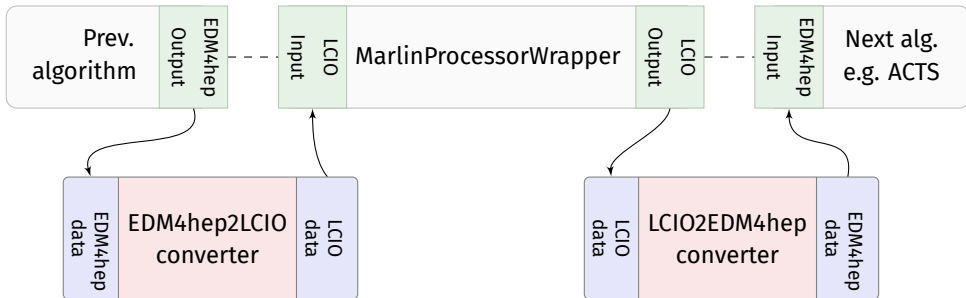 Prev.
algorithm
EDM4hep
Output
LCIO
Input
MarlinProcessorWrapper
LCIO
Output
EDM4hep
Input
Next alg.
e.g. ACTS
EDM4hep
data
EDM4hep2LCIO
converter
LCIO
data
LCIO
data
LCIO2EDM4hep
converter
EDM4hep
data